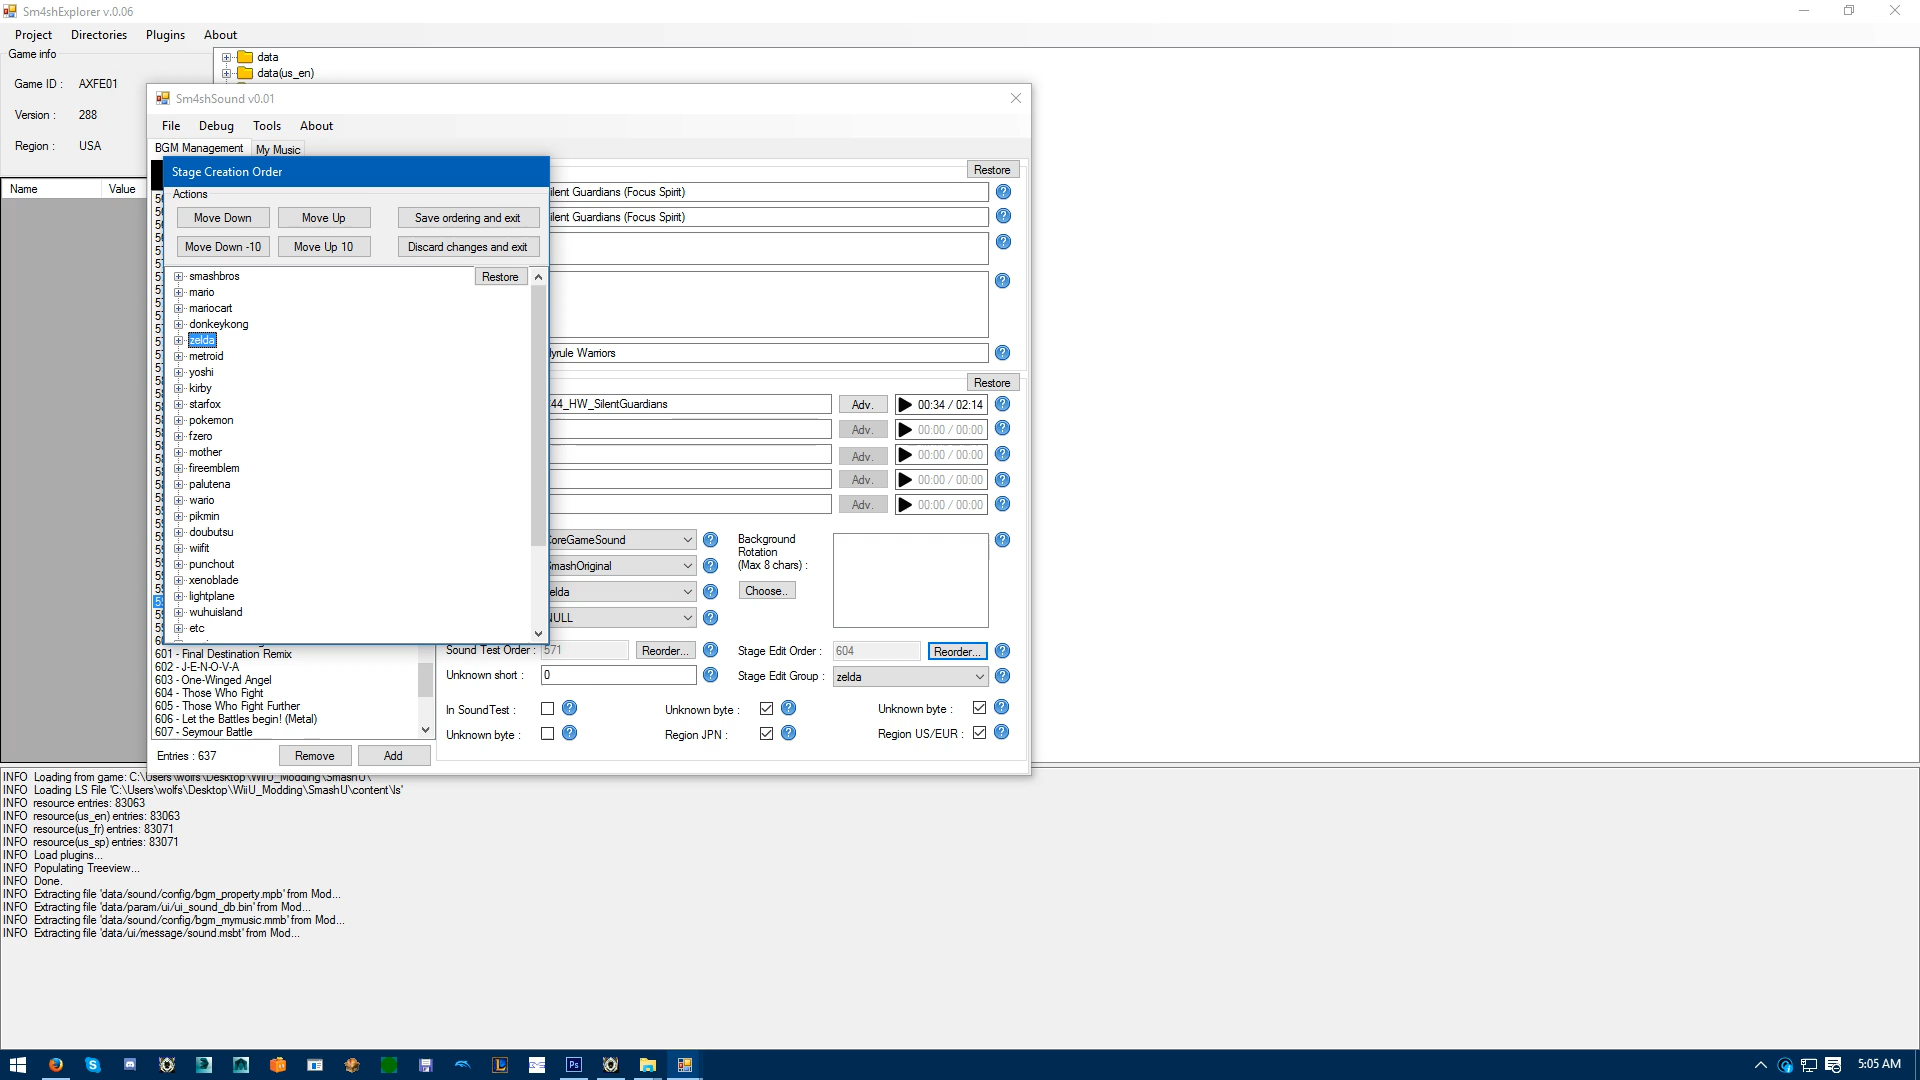 Sm4shExplorer v.0.06
Project Directories Plugins About
Game info
Game ID : AXFE01
Version : 288
Region : USA
Name Value
data
data(us_en)
Sm4shSound v0.01
File Debug Tools About
BGM Management My Music
Stage Creation Order
Actions
Move Down Move Up Save ordering and exit
Move Down -10 Move Up 10 Discard changes and exit
Restore
smashbros
mario
mariocart
donkeykong
zelda
metroid
yoshi
kirby
starfox
pokemon
fzero
mother
fireemblem
palutena
wario
pikmin
doubutsu
wiifit
punchout
xenoblade
lightplane
wuhuisland
etc
601 - Final Destination Remix
602 - J-E-N-O-V-A
603 - One-Winged Angel
604 - Those Who Fight
605 - Those Who Fight Further
606 - Let the Battles begin! (Metal)
607 - Seymour Battle
Entries : 637 Remove Add
Restore
ilent Guardians (Focus Spirit)
ilent Guardians (Focus Spirit)
yrule Warriors
Restore
44_HW_SilentGuardians Adv. 00:34 / 02:14
Adv. 00:00 / 00:00
Adv. 00:00 / 00:00
Adv. 00:00 / 00:00
Adv. 00:00 / 00:00
CoreGameSound
SmashOriginal
elda
NULL
Background
Rotation
(Max 8 chars) :
Choose..
Sound Test Order : 571 Reorder... Stage Edit Order : 604 Reorder...
Unknown short : 0 Stage Edit Group : zelda
In SoundTest : Unknown byte : Unknown byte :
Unknown byte : Region JPN : Region US/EUR :
INFO Loading from game: C:\Users\wolfs\Desktop\WiiU_Modding\SmashU\
INFO Loading LS File 'C:\Users\wolfs\Desktop\WiiU_Modding\SmashU\content\ls'
INFO resource entries: 83063
INFO resource(us_en) entries: 83063
INFO resource(us_fr) entries: 83071
INFO resource(us_sp) entries: 83071
INFO Load plugins...
INFO Populating Treeview...
INFO Done.
INFO Extracting file 'data/sound/config/bgm_property.mpb' from Mod...
INFO Extracting file 'data/param/ui/ui_sound_db.bin' from Mod...
INFO Extracting file 'data/sound/config/bgm_mymusic.mmb' from Mod...
INFO Extracting file 'data/ui/message/sound.msbt' from Mod...
5:05 AM